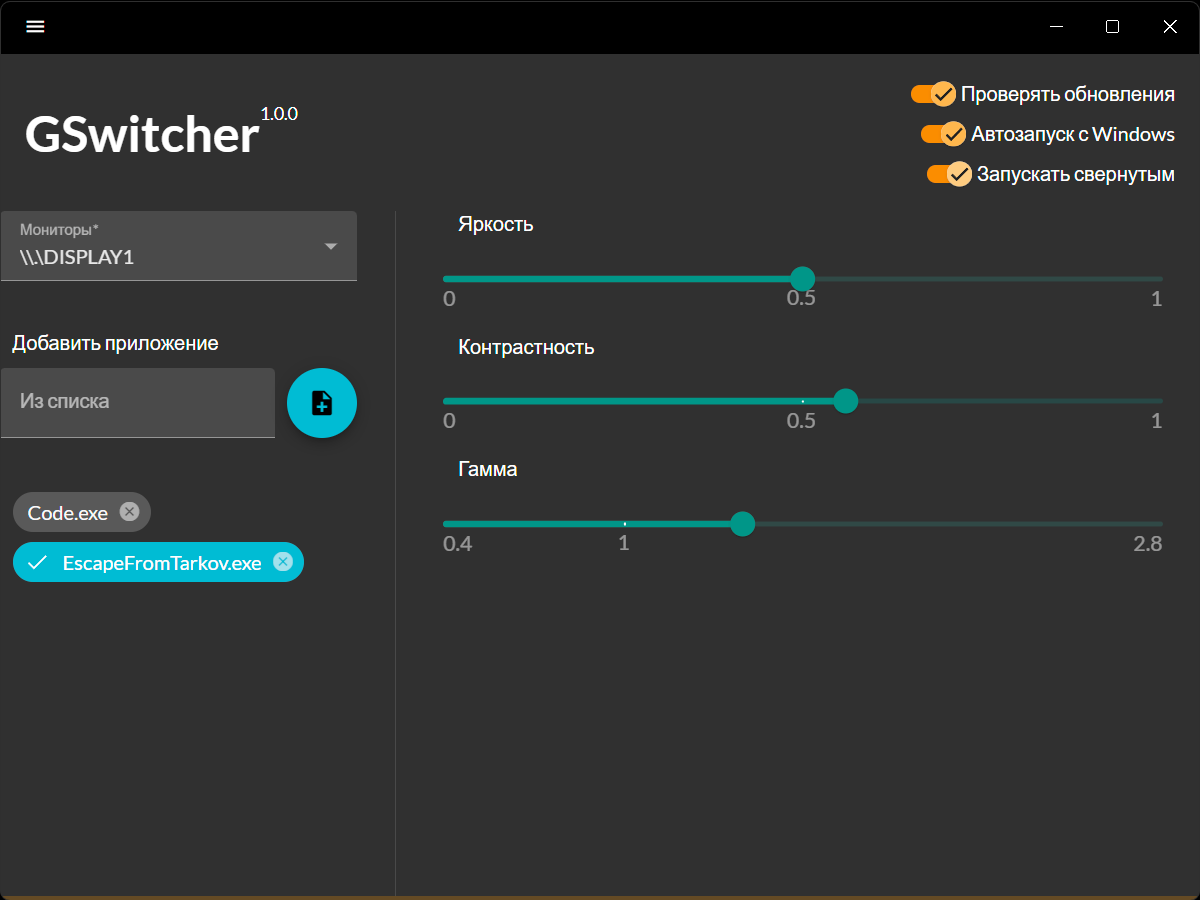 GSwitcher 1.0.0
Проверять обновления
Автозапуск с Windows
Запускать свернутым
Мониторы*
\\.\DISPLAY1
Добавить приложение
Из списка
Code.exe
EscapeFromTarkov.exe
Яркость
0 0.5 1
Контрастность
0 0.5 1
Гамма
0.4 1 2.8